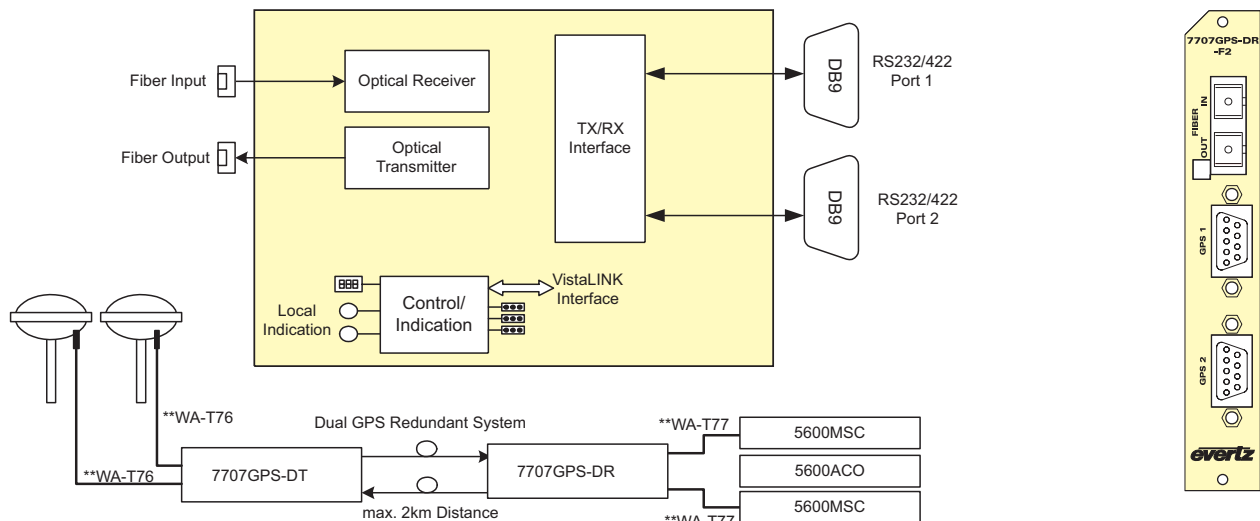 Fiber Input
Optical Receiver
Fiber Output
Optical
Transmitter
TX/RX
Interface
DB9
RS232/422
Port 1
DB9
RS232/422
Port 2
Local
Indication
Control/
Indication
VistaLINK
Interface
**WA-T76
**WA-T76
7707GPS-DT
Dual GPS Redundant System
max. 2km Distance
7707GPS-DR
**WA-T77
**WA-T77
5600MSC
5600ACO
5600MSC
7707GPS-DR
-F2
FIBER
IN
OUT
GPS 1
GPS 2
evertz